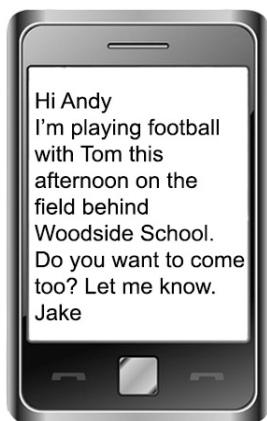 Hi Andy
I'm playing football
with Tom this
afternoon on the
field behind
Woodside School.
Do you want to come
too? Let me know.
Jake